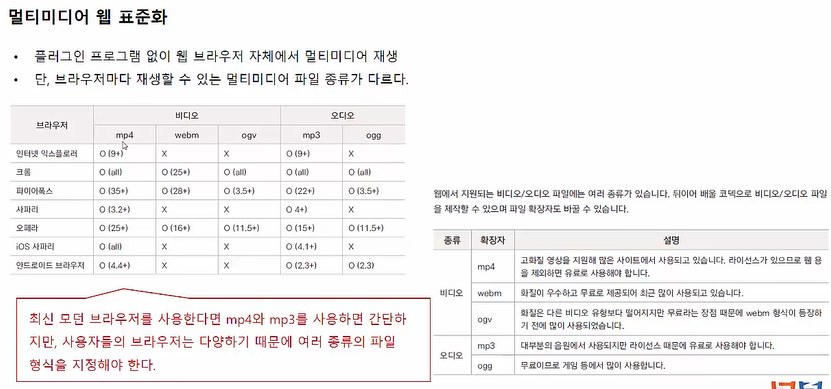 멀티미디어 웹 표준화
• 플러그인 프로그램 없이 웹 브라우저 자체에서 멀티미디어 재생
• 단, 브라우저마다 재생할 수 있는 멀티미디어 파일 종류가 다르다.
브라우저 비디오 오디오
mp4 webm ogv mp3 ogg
인터넷 익스플로러 O (9+) X X O (9+) X
크롬 O (all) O (25+) O (all) O (all) O (all)
파이어폭스 O (35+) O (28+) O (3.5+) O (22+) O (3.5+)
사파리 O (3.2+) X X O 4+) X
오페라 O (25+) O (16+) O (11.5+) O (15+) O (11.5+)
iOS 사파리 O (all) X X O (4.1+) X
안드로이드 브라우저 O (4.4+) X X O (2.3+) O (2.3)
최신 모던 브라우저를 사용한다면 mp4와 mp3를 사용하면 간단하
지만, 사용자들의 브라우저는 다양하기 때문에 여러 종류의 파일
형식을 지정해야 한다.
웹에서 지원되는 비디오/오디오 파일에는 여러 종류가 있습니다. 뒤이어 배울 코덱으로 비디오/오디오 파일
을 제작할 수 있으며 파일 확장자도 바꿀 수 있습니다.
종류 확장자 설명
비디오 mp4 고화질 영상을 지원해 많은 사이트에서 사용되고 있습니다. 라이선스가 있으므로 웹 용
을 제외하면 유료로 사용해야 합니다.
webm 화질이 우수하고 무료로 제공되어 최근 많이 사용되고 있습니다.
ogv 화질은 다른 비디오 유형보다 떨어지지만 무료라는 장점 때문에 webm 형식이 등장하
기 전에 많이 사용되었습니다.
오디오 mp3 대부분의 음원에서 사용되지만 라이선스 때문에 유료로 사용해야 합니다.
ogg 무료이므로 게임 등에서 많이 사용합니다.